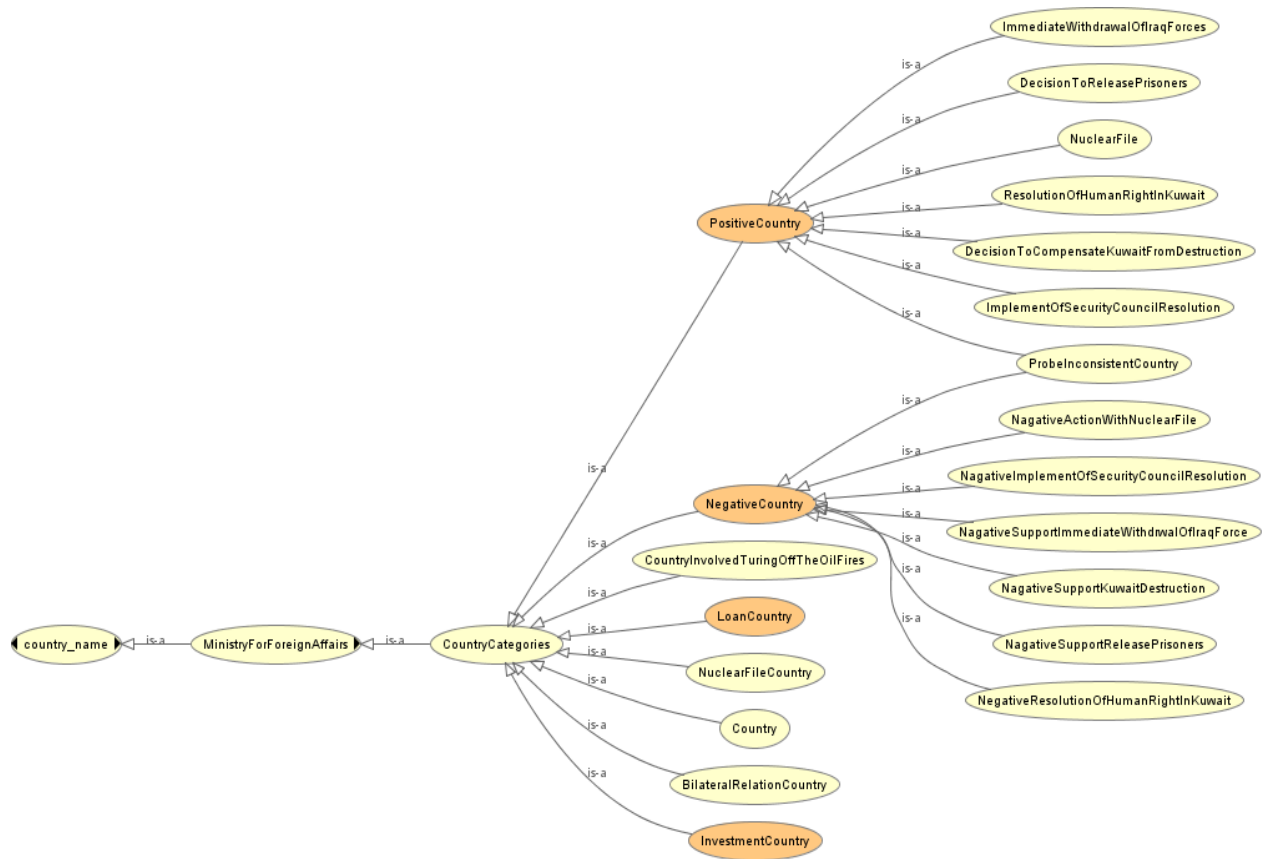 ImmediateWithdrawalOfIraqForces
is-a
DecisionToReleasePrisoners
is-a
NuclearFile
is-a
ResolutionOfHumanRightInKuwait
is-a
PositiveCountry
is-a
DecisionToCompensateKuwaitFromDestruction
is-a
ImplementOfSecurityCouncilResolution
is-a
ProbeInconsistentCountry
is-a
NagativeActionWithNuclearFile
is-a
is-a
NagativeImplementOfSecurityCouncilResolution
is-a
NegativeCountry
is-a
NagativeSupportImmediateWithdrwalOfIraqForce
is-a
is-a
CountryInvolvedTuringOffTheOilFires
is-a
NagativeSupportKuwaitDestruction
is-a
LoanCountry
is-a
is-a
country_name
is-a
MinistryForForeignAffairs
is-a
CountryCategories
NagativeSupportReleasePrisoners
is-a
NuclearFileCountry
is-a
NegativeResolutionOfHumanRightInKuwait
Country
is-a
BilateralRelationCountry
is-a
InvestmentCountry